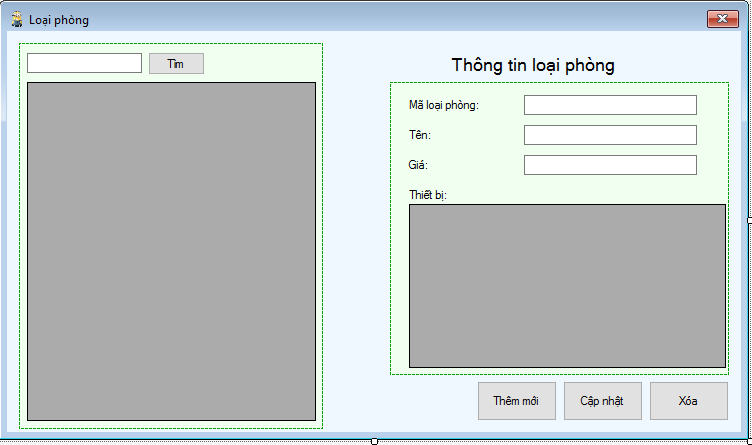 Loại phòng
Tìm
Thông tin loại phòng
Mã loại phòng:
Tên:
Giá:
Thiết bị:
Thêm mới
Cập nhật
Xóa